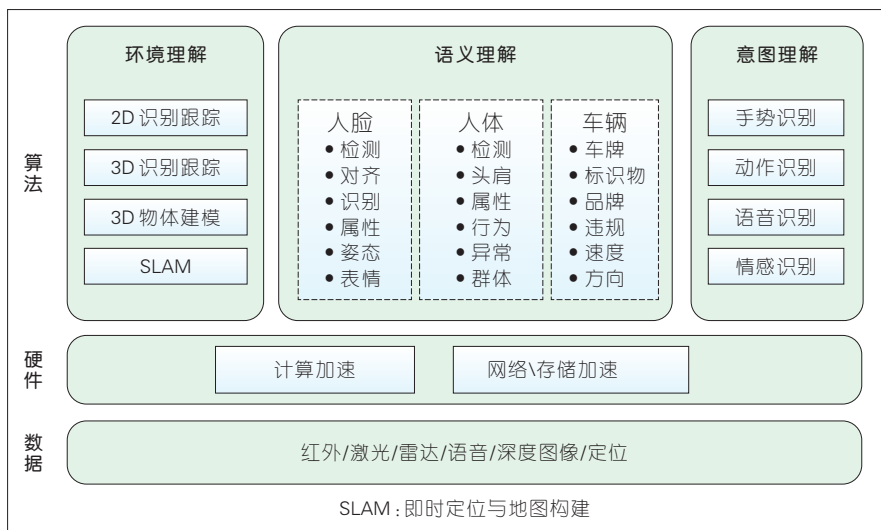 算法
环境理解
2D 识别跟踪
3D 识别跟踪
3D 物体建模
SLAM
语义理解
人脸
• 检测
• 对齐
• 识别
• 属性
• 姿态
• 表情
人体
• 检测
• 头肩
• 属性
• 行为
• 异常
• 群体
车辆
• 车牌
• 标识物
• 品牌
• 违规
• 速度
• 方向
意图理解
手势识别
动作识别
语音识别
情感识别
硬件
计算加速
网络\存储加速
数据
红外/激光/雷达/语音/深度图像/定位
SLAM：即时定位与地图构建